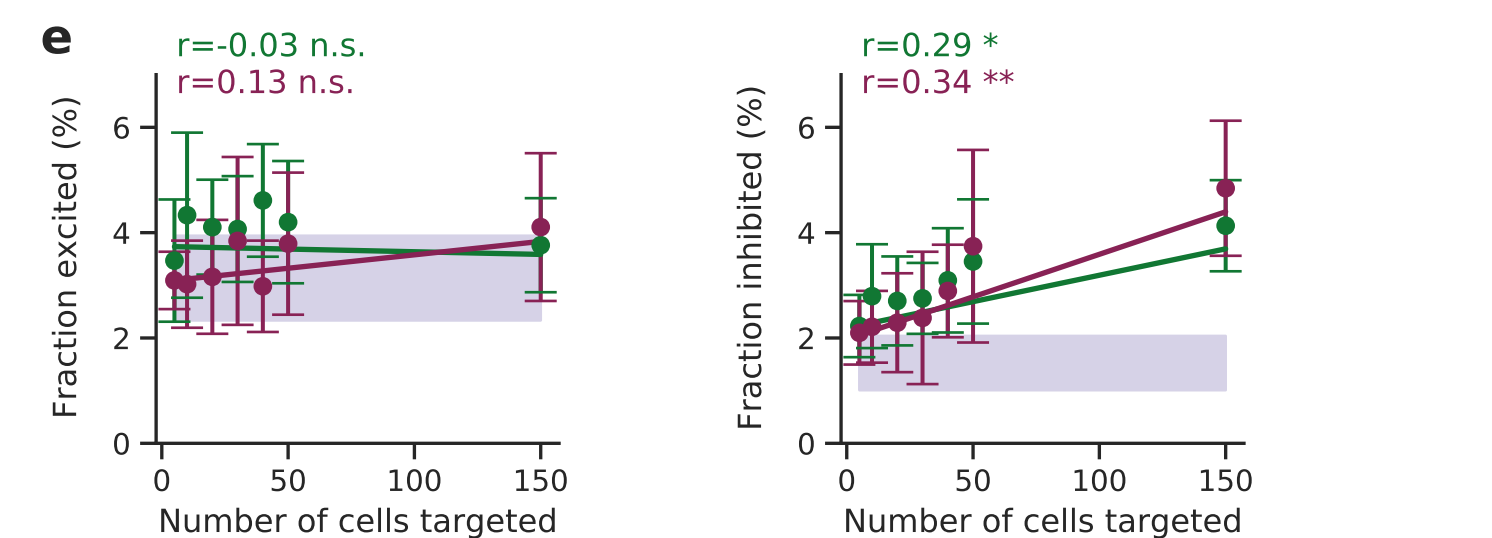 e
r=-0.03 n.s.
r=0.13 n.s.
Fraction excited (%)
6
4
2
0
0 50 100 150
Number of cells targeted
r=0.29 *
r=0.34 **
Fraction inhibited (%)
6
4
2
0
0 50 100 150
Number of cells targeted